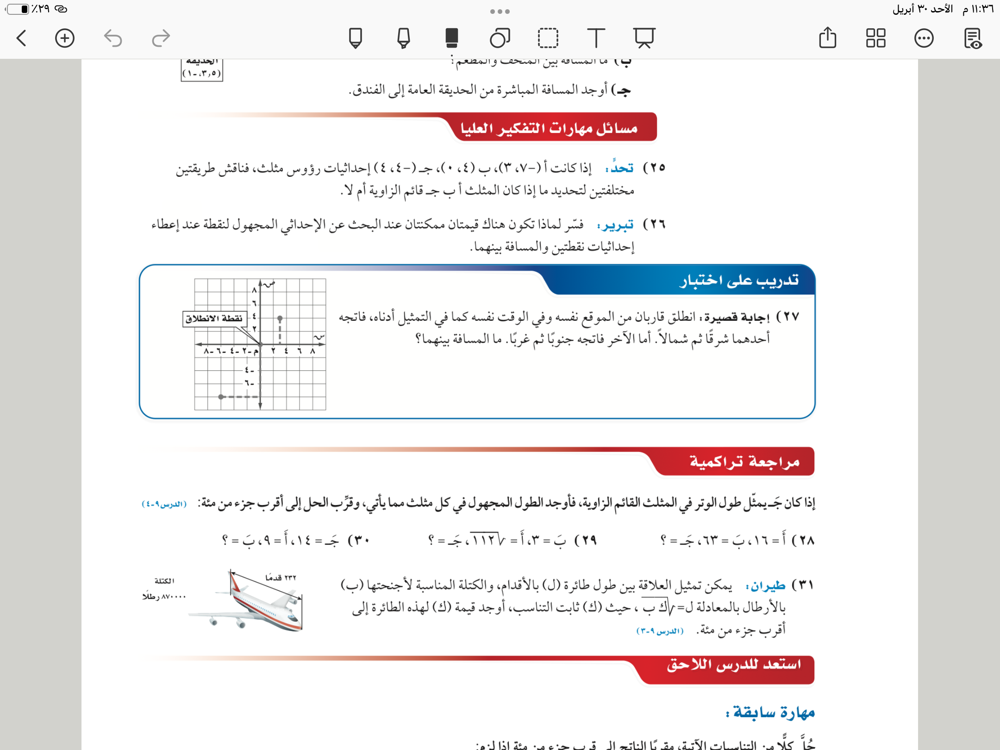 ١١:٣٦ م الأحد ٣٠ أبريل
٪٢٩
ب) ما المسافة بين المتحف والمطعم؟
الحديقة
(٣,٥، -١)
جـ) أوجد المسافة المباشرة من الحديقة العامة إلى الفندق.
مسائل مهارات التفكير العليا
٢٥) تحدٍّ: إذا كانت أ (-٧، ٣)، ب (٤، ٠)، جـ (-٤، ٤) إحداثيات رؤوس مثلث، فناقش طريقتين
مختلفتين لتحديد ما إذا كان المثلث أ ب جـ قائم الزاوية أم لا.
٢٦) تبرير: فسّر لماذا تكون هناك قيمتان ممكنتان عند البحث عن الإحداثي المجهول لنقطة عند إعطاء
إحداثيات نقطتين والمسافة بينهما.
تدريب على اختبار
٢٧) إجابة قصيرة: انطلق قاربان من الموقع نفسه وفي الوقت نفسه كما في التمثيل أدناه، فاتجه
أحدهما شرقًا ثم شمالاً. أما الآخر فاتجه جنوبًا ثم غربًا. ما المسافة بينهما؟
ص
٨
٦
٤
٢
نقطة الانطلاق
س
-٨ -٦ -٤ -٢ م ٢ ٤ ٦ ٨
-٤
-٦
مراجعة تراكمية
إذا كان جَـ يمثّل طول الوتر في المثلث القائم الزاوية، فأوجد الطول المجهول في كل مثلث مما يأتي، وقرِّب الحل إلى أقرب جزء من مئة: (الدرس ٩-٤)
٢٨) أَ = ١٦، بَ = ٦٣، جَـ = ؟
٢٩) بَ = ٣، أَ = √١١٢، جَـ = ؟
٣٠) جَـ = ١٤، أَ = ٩، بَ = ؟
٣١) طيران: يمكن تمثيل العلاقة بين طول طائرة (ل) بالأقدام، والكتلة المناسبة لأجنحتها (ب)
بالأرطال بالمعادلة ل= √ك ب ، حيث (ك) ثابت التناسب، أوجد قيمة (ك) لهذه الطائرة إلى
أقرب جزء من مئة. (الدرس ٩-٣)
٢٣٢ قدمًا
الكتلة
٨٧٠٠٠٠ رطلًا
استعد للدرس اللاحق
مهارة سابقة:
حُلَّ كلًّا من التناسبات الآتية، مقربًا الناتج إلى قرب جزء من مئة إذا لزم: